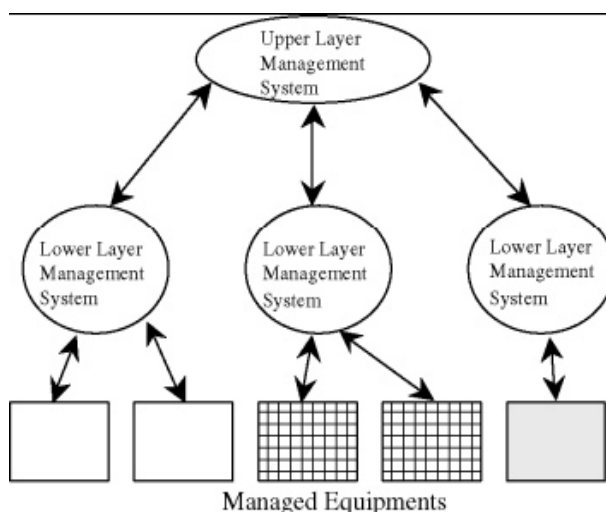 Upper Layer
Management
System
Lower Layer
Management
System
Lower Layer
Management
System
Lower Layer
Management
System
Managed Equipments